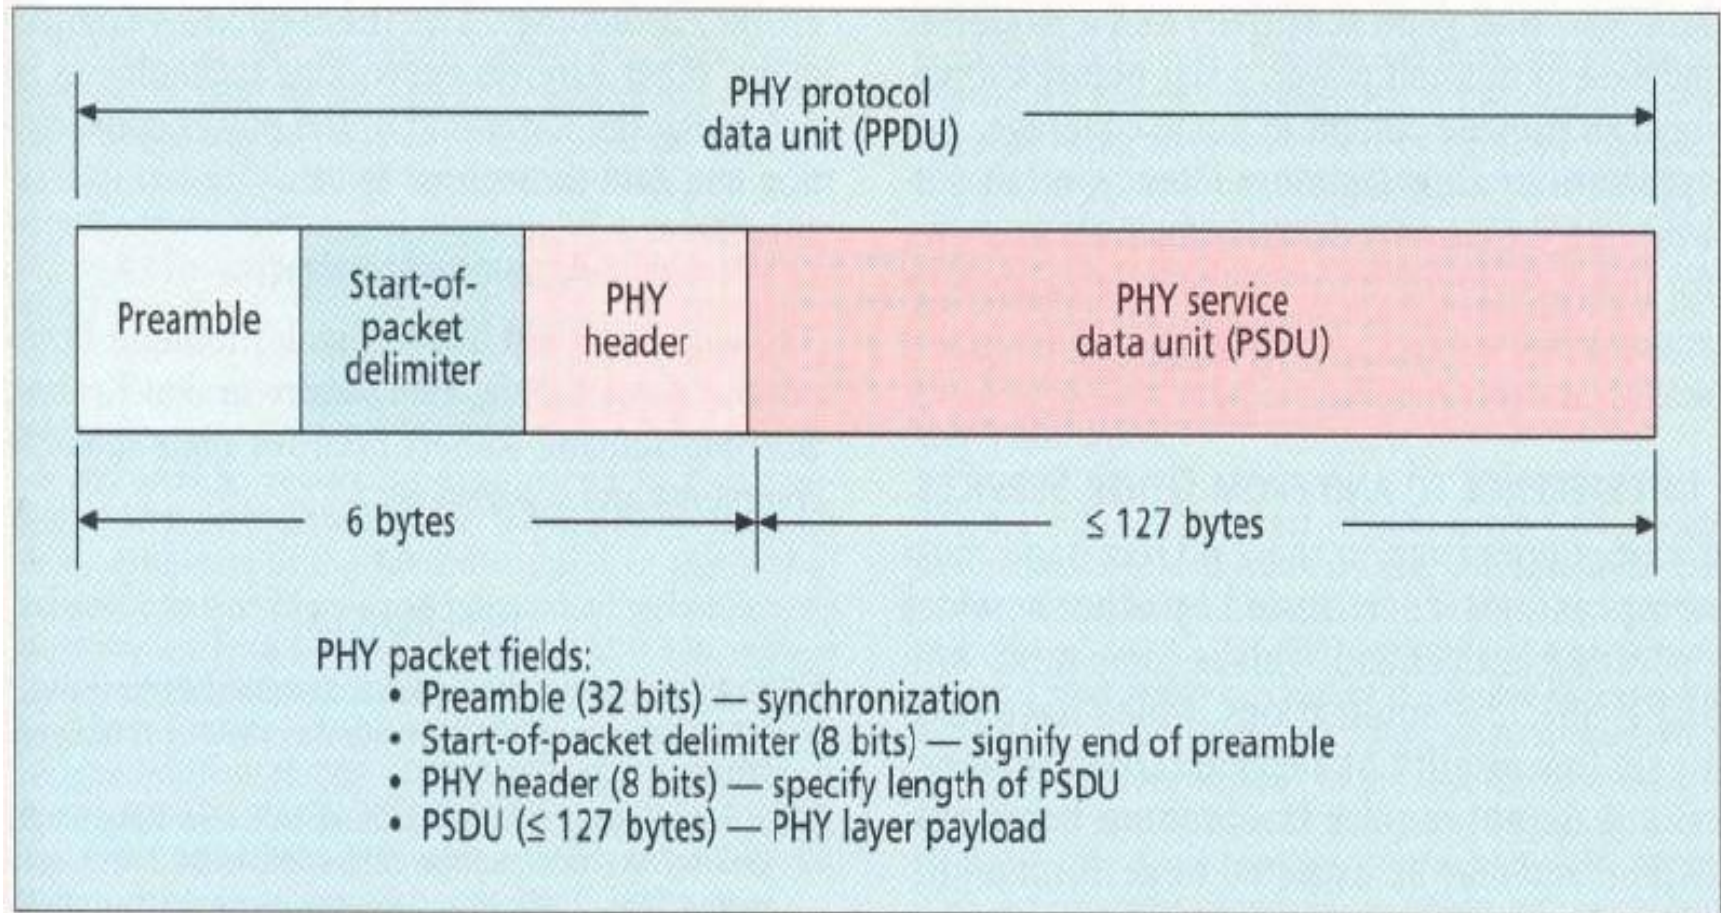 PHY protocol
data unit (PPDU)
Preamble
Start-of-
packet
delimiter
PHY
header
PHY service
data unit (PSDU)
6 bytes
≤ 127 bytes
PHY packet fields:
• Preamble (32 bits) — synchronization
• Start-of-packet delimiter (8 bits) — signify end of preamble
• PHY header (8 bits) — specify length of PSDU
• PSDU (≤ 127 bytes) — PHY layer payload